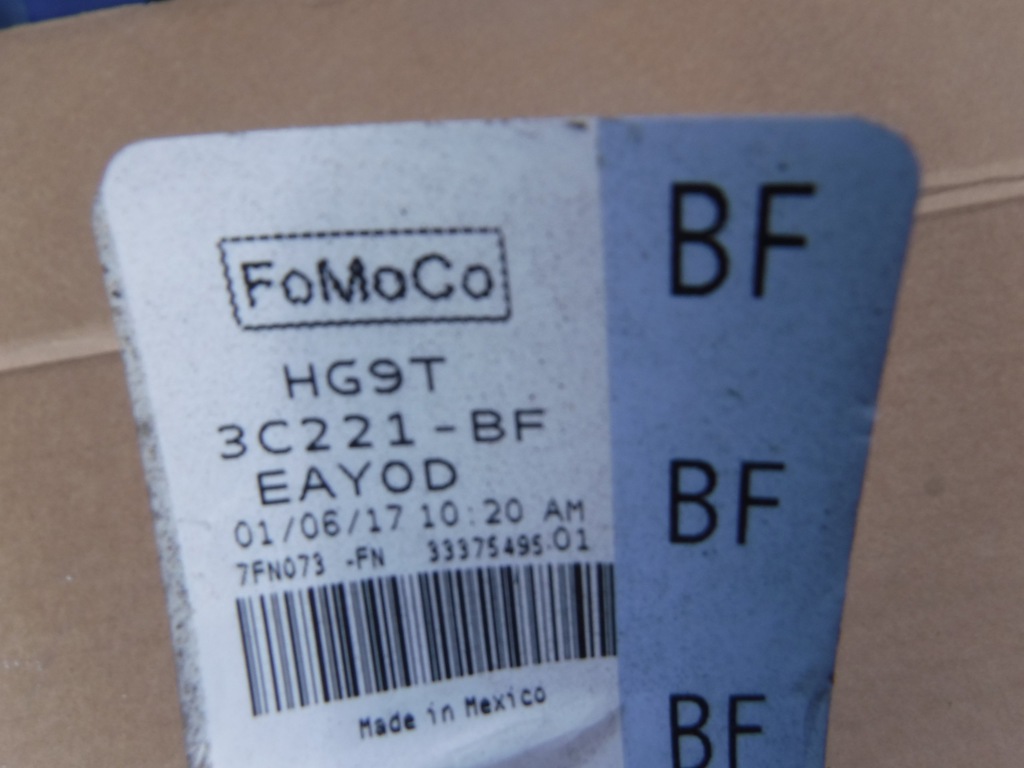 FoMoCo
HG9T
3C221-BF
EAYOD
01/06/17 10:20 AM
7FN073 -FN 33375495.01
Made in Mexico
BF
BF
BF